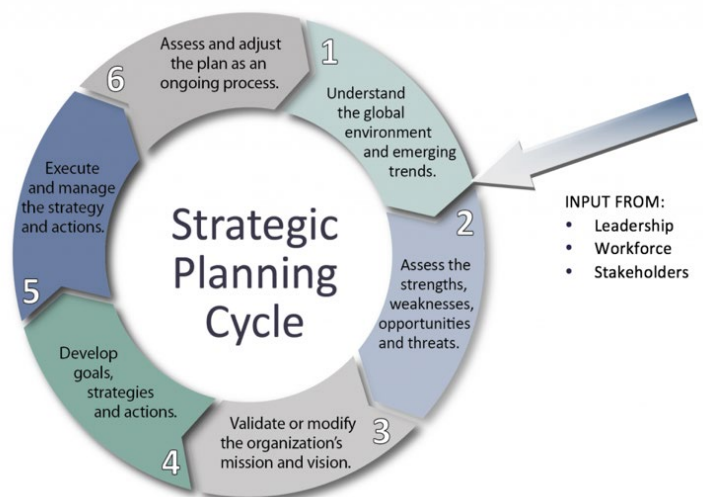 Strategic
Planning
Cycle
1
Understand
the global
environment
and emerging
trends.
2
Assess the
strengths,
weaknesses,
opportunities
and threats.
3
Validate or modify
the organization's
mission and vision.
4
Develop
goals,
strategies
and actions.
5
Execute
and manage
the strategy
and actions.
6
Assess and adjust
the plan as an
ongoing process.
INPUT FROM:
• Leadership
• Workforce
• Stakeholders